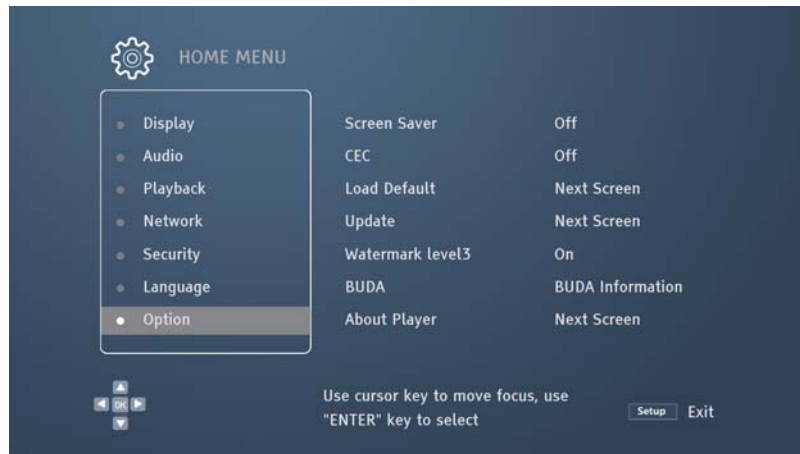 HOME MENU
Display
Audio
Playback
Network
Security
Language
Option
Screen Saver Off
CEC Off
Load Default Next Screen
Update Next Screen
Watermark level3 On
BUDA BUDA Information
About Player Next Screen
OK
Use cursor key to move focus, use
"ENTER" key to select
Setup Exit